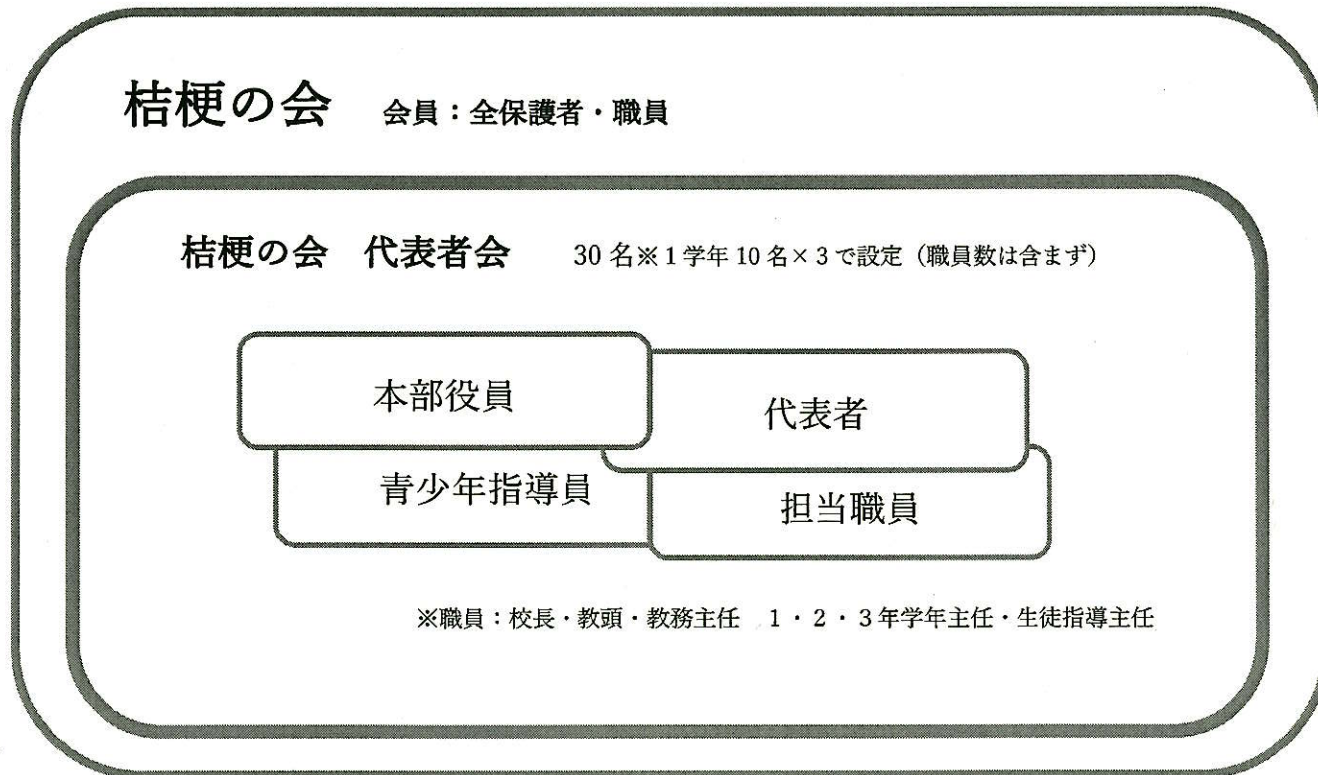 桔梗の会　会員：全保護者・職員
桔梗の会　代表者会　30 名※１学年 10 名×３で設定（職員数は含まず）
本部役員
代表者
青少年指導員
担当職員
※職員：校長・教頭・教務主任　１・２・３年学年主任・生徒指導主任